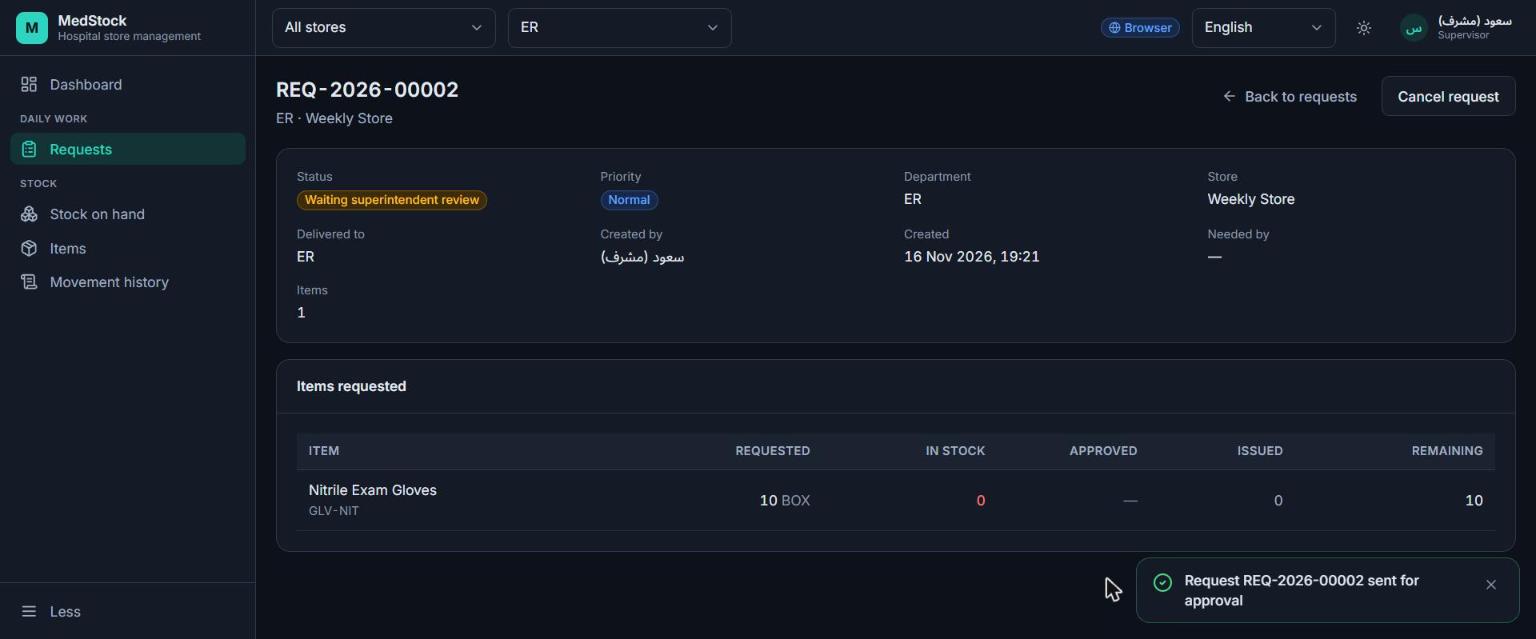 M
MedStock
Hospital store management
All stores
ER
Browser
English
س
سعود (مشرف)
Supervisor
Dashboard
DAILY WORK
Requests
STOCK
Stock on hand
Items
Movement history
Less
REQ-2026-00002
ER · Weekly Store
Back to requests
Cancel request
Status
Waiting superintendent review
Priority
Normal
Department
ER
Store
Weekly Store
Delivered to
ER
Created by
سعود (مشرف)
Created
16 Nov 2026, 19:21
Needed by
—
Items
1
Items requested
ITEM REQUESTED IN STOCK APPROVED ISSUED REMAINING
Nitrile Exam Gloves 10 BOX 0 — 0 10
GLV-NIT
Request REQ-2026-00002 sent for
approval